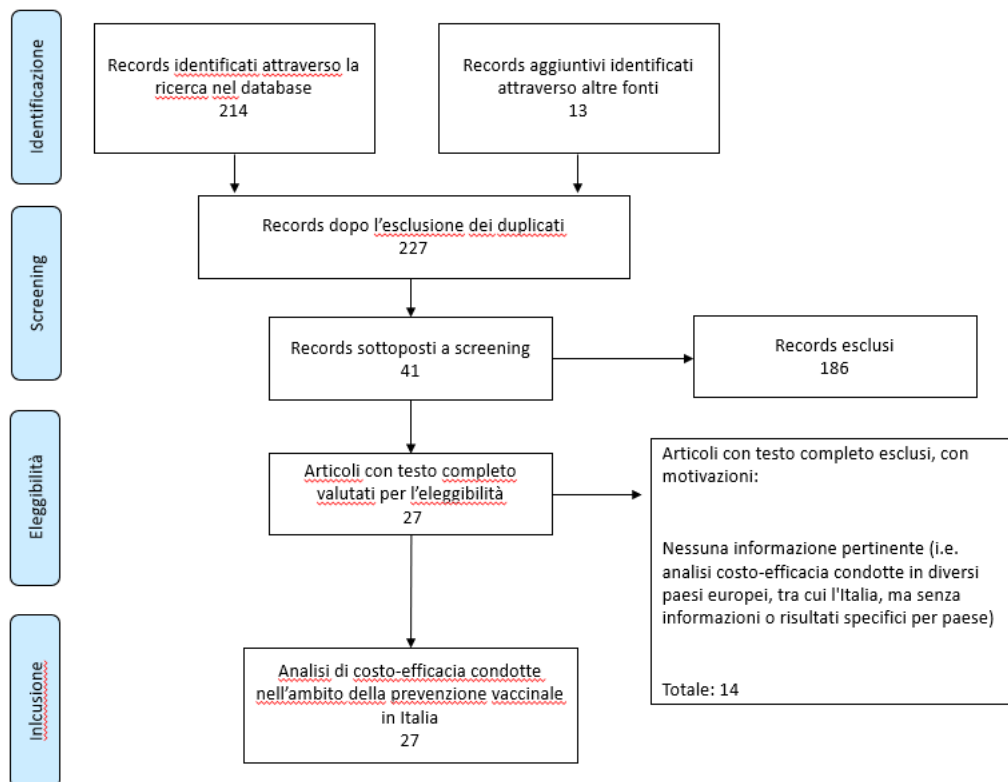 Identificazione
Records identificati attraverso la
ricerca nel database
214
Records aggiuntivi identificati
attraverso altre fonti
13
Screening
Records dopo l'esclusione dei duplicati
227
Records sottoposti a screening
41
Records esclusi
186
Eleggibilità
Articoli con testo completo
valutati per l'eleggibilità
27
Articoli con testo completo esclusi, con
motivazioni:
Nessuna informazione pertinente (i.e.
analisi costo-efficacia condotte in diversi
paesi europei, tra cui l'Italia, ma senza
informazioni o risultati specifici per paese)
Totale: 14
Inlcusione
Analisi di costo-efficacia condotte
nell'ambito della prevenzione vaccinale
in Italia
27